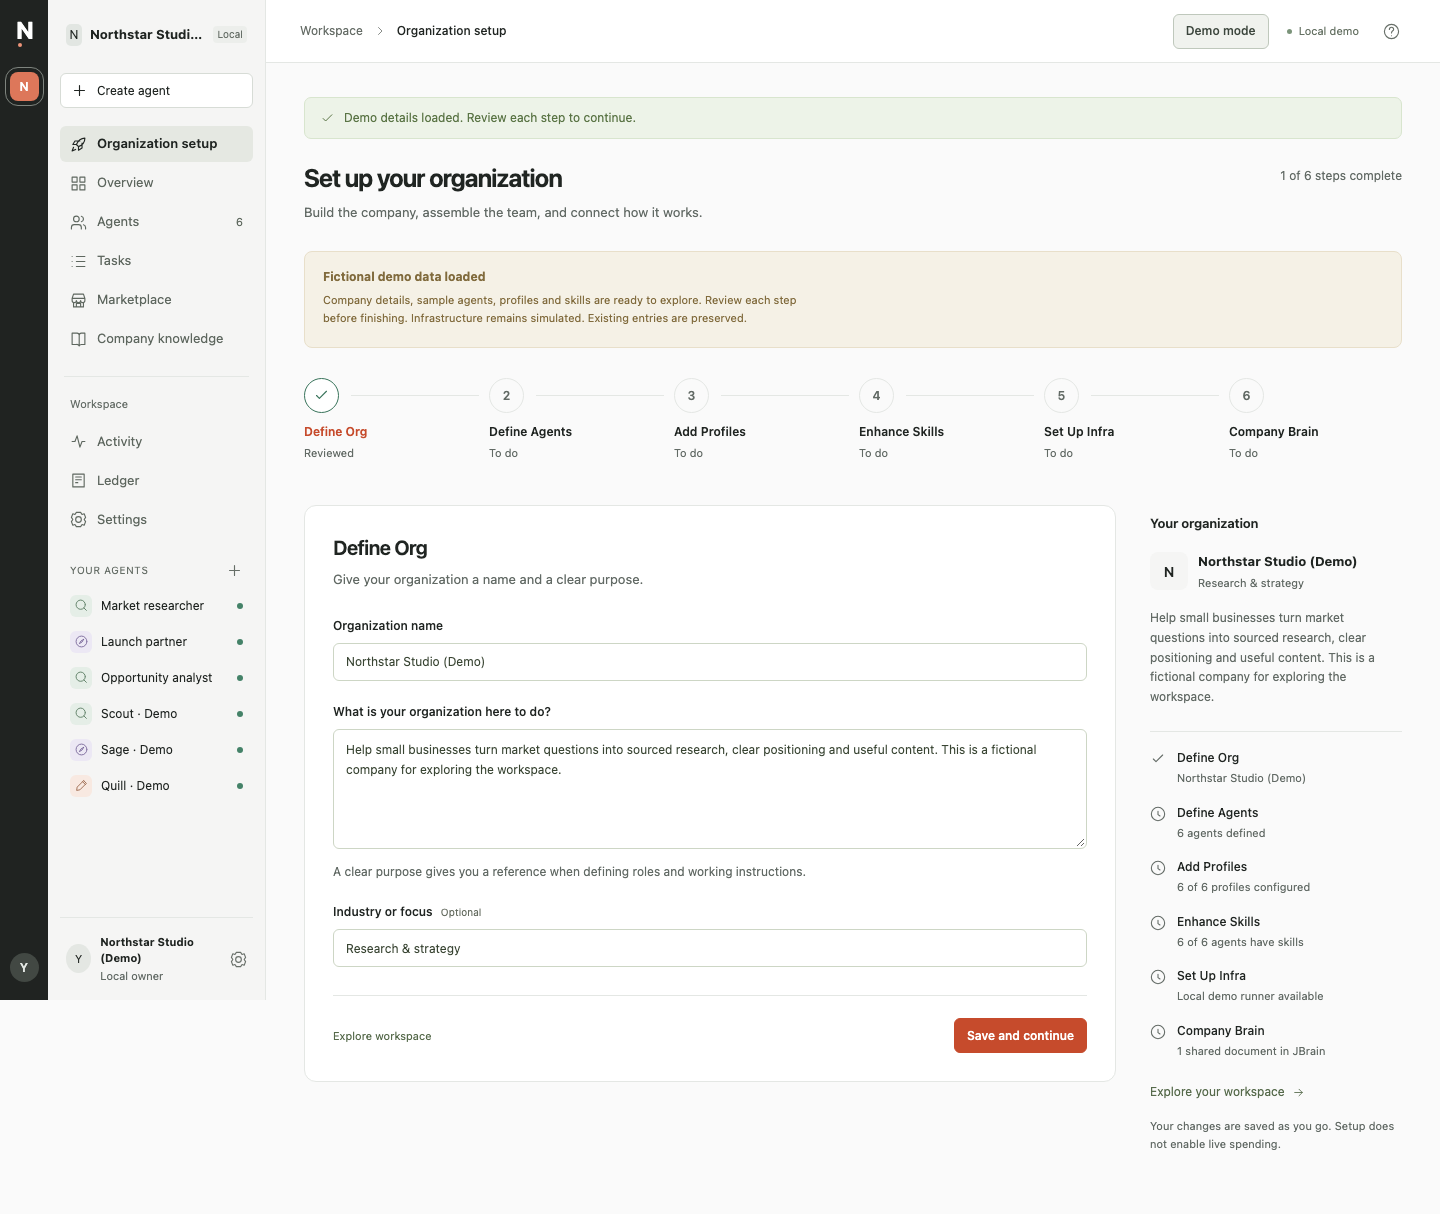 N
N
Y
N Northstar Studi... Local
Create agent
Organization setup
Overview
Agents 6
Tasks
Marketplace
Company knowledge
Workspace
Activity
Ledger
Settings
YOUR AGENTS
Market researcher
Launch partner
Opportunity analyst
Scout · Demo
Sage · Demo
Quill · Demo
Y
Northstar Studio
(Demo)
Local owner
Workspace > Organization setup
Demo mode
Local demo
?
Demo details loaded. Review each step to continue.
Set up your organization
1 of 6 steps complete
Build the company, assemble the team, and connect how it works.
Fictional demo data loaded
Company details, sample agents, profiles and skills are ready to explore. Review each step
before finishing. Infrastructure remains simulated. Existing entries are preserved.
2 3 4 5 6
Define Org Define Agents Add Profiles Enhance Skills Set Up Infra Company Brain
Reviewed To do To do To do To do To do
Define Org
Give your organization a name and a clear purpose.
Organization name
Northstar Studio (Demo)
What is your organization here to do?
Help small businesses turn market questions into sourced research, clear positioning and useful content. This is a fictional
company for exploring the workspace.
A clear purpose gives you a reference when defining roles and working instructions.
Industry or focus Optional
Research & strategy
Explore workspace
Save and continue
Your organization
N
Northstar Studio (Demo)
Research & strategy
Help small businesses turn market
questions into sourced research, clear
positioning and useful content. This is a
fictional company for exploring the
workspace.
Define Org
Northstar Studio (Demo)
Define Agents
6 agents defined
Add Profiles
6 of 6 profiles configured
Enhance Skills
6 of 6 agents have skills
Set Up Infra
Local demo runner available
Company Brain
1 shared document in JBrain
Explore your workspace →
Your changes are saved as you go. Setup does
not enable live spending.